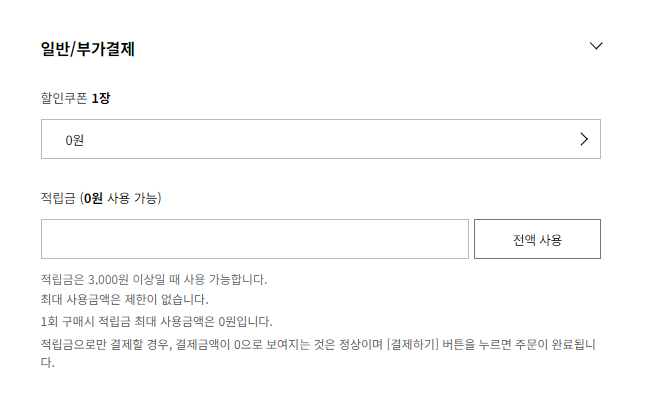 일반/부가결제
할인쿠폰 1장
0원
적립금 (0원 사용 가능)
전액 사용
적립금은 3,000원 이상일 때 사용 가능합니다.
최대 사용금액은 제한이 없습니다.
1회 구매시 적립금 최대 사용금액은 0원입니다.
적립금으로만 결제할 경우, 결제금액이 0으로 보여지는 것은 정상이며 [결제하기] 버튼을 누르면 주문이 완료됩니
다.